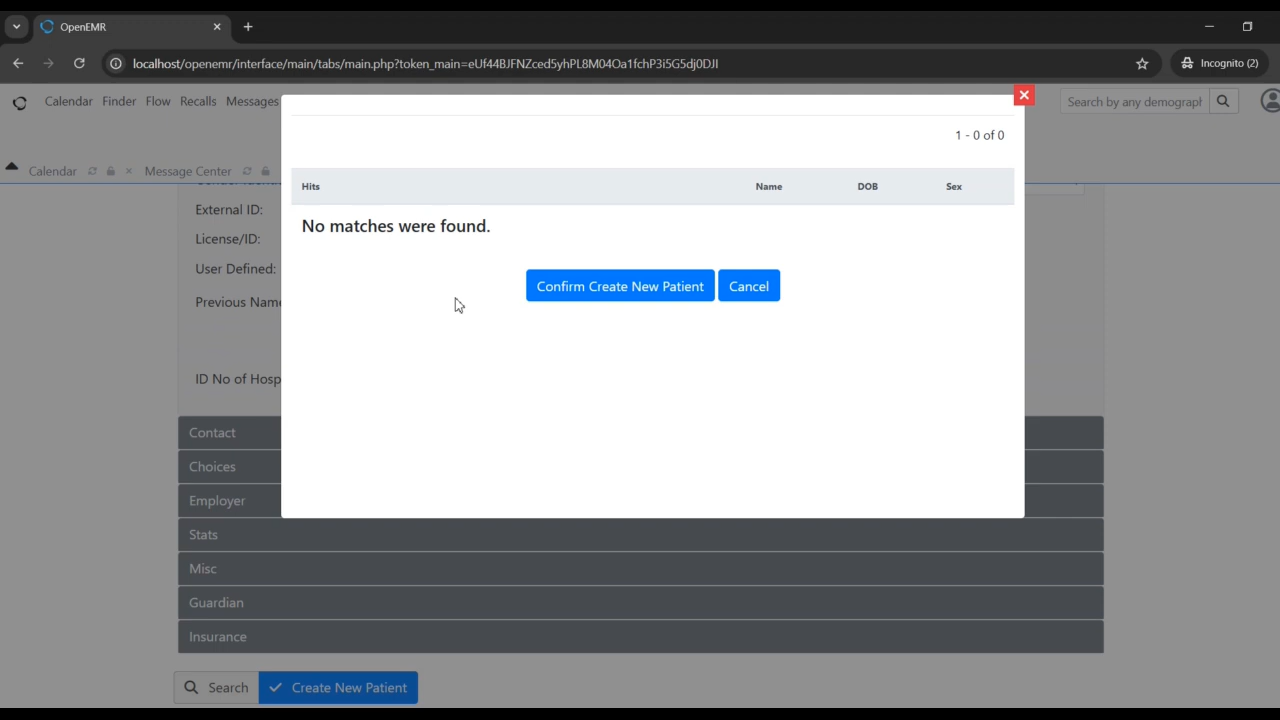 OpenEMR
localhost/openemr/interface/main/tabs/main.php?token_main=eUf44BJFNZced5yhPL8M04Oa1fchP3i5G5dj0DJI
Incognito (2)
Calendar Finder Flow Recalls Messages
Search by any demograph
1 - 0 of 0
Calendar Message Center
Hits Name DOB Sex
External ID:
No matches were found.
License/ID:
User Defined:
Confirm Create New Patient Cancel
Previous Name
ID No of Hosp
Contact
Choices
Employer
Stats
Misc
Guardian
Insurance
Search Create New Patient